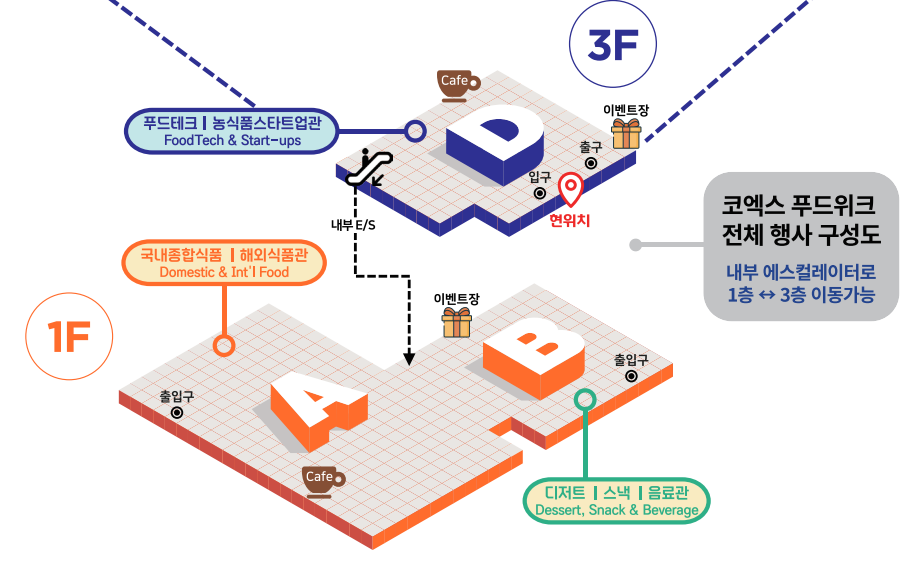 3F
Cafe
이벤트장
푸드테크 | 농식품스타트업관
FoodTech & Start-ups
D
출구
입구
현위치
내부 E/S
코엑스 푸드위크
전체 행사 구성도
내부 에스컬레이터로
1층 ↔ 3층 이동가능
국내종합식품 | 해외식품관
Domestic & Int'l Food
1F
이벤트장
B
출입구
출입구
A
Cafe
디저트 | 스낵 | 음료관
Dessert, Snack & Beverage